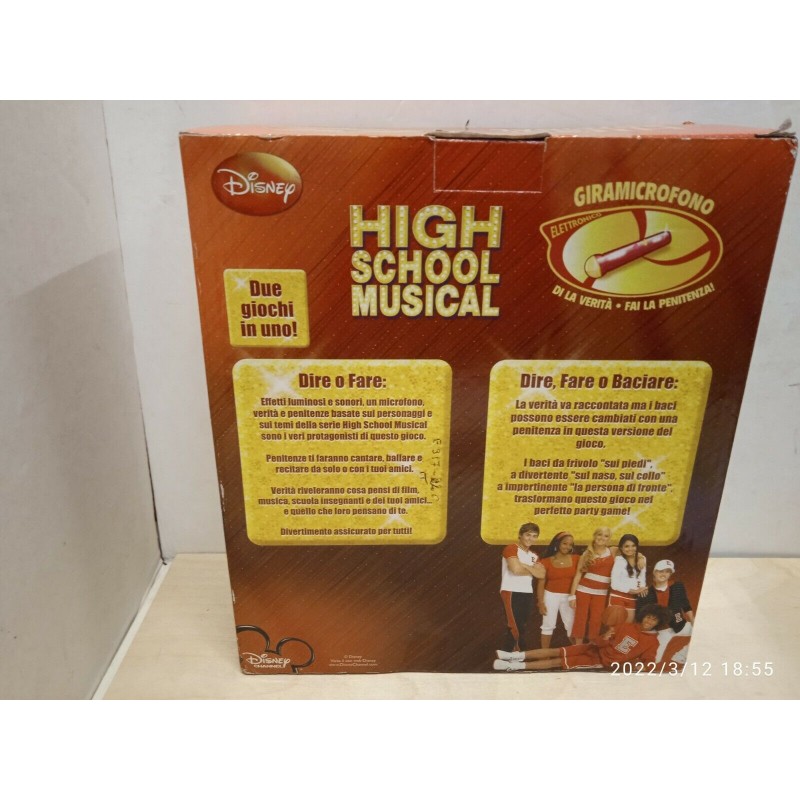 Disney
HIGH
SCHOOL
MUSICAL
GIRAMICROFONO
ELETTRONICO
DI LA VERITÀ • FAI LA PENITENZA!
Due
giochi
in uno!
Dire o Fare:
Effetti luminosi e sonori, un microfono,
verità e penitenze basate sui personaggi e
sui temi della serie High School Musical
sono i veri protagonisti di questo gioco.
Penitenze ti faranno cantare, ballare e
recitare da solo o con i tuoi amici.
Verità riveleranno cosa pensi di film,
musica, scuola insegnanti e dei tuoi amici...
e quello che loro pensano di te.
Divertimento assicurato per tutti!
Dire, Fare o Baciare:
La verità va raccontata ma i baci
possono essere cambiati con una
penitenza in questa versione del
gioco.
I baci da frivolo "sui piedi",
a divertente "sul naso, sul collo"
a impertinente "la persona di fronte",
trasformano questo gioco nel
perfetto party game!
Disney
© Disney
www.DisneyChannel.com
2022/3/12 18:55